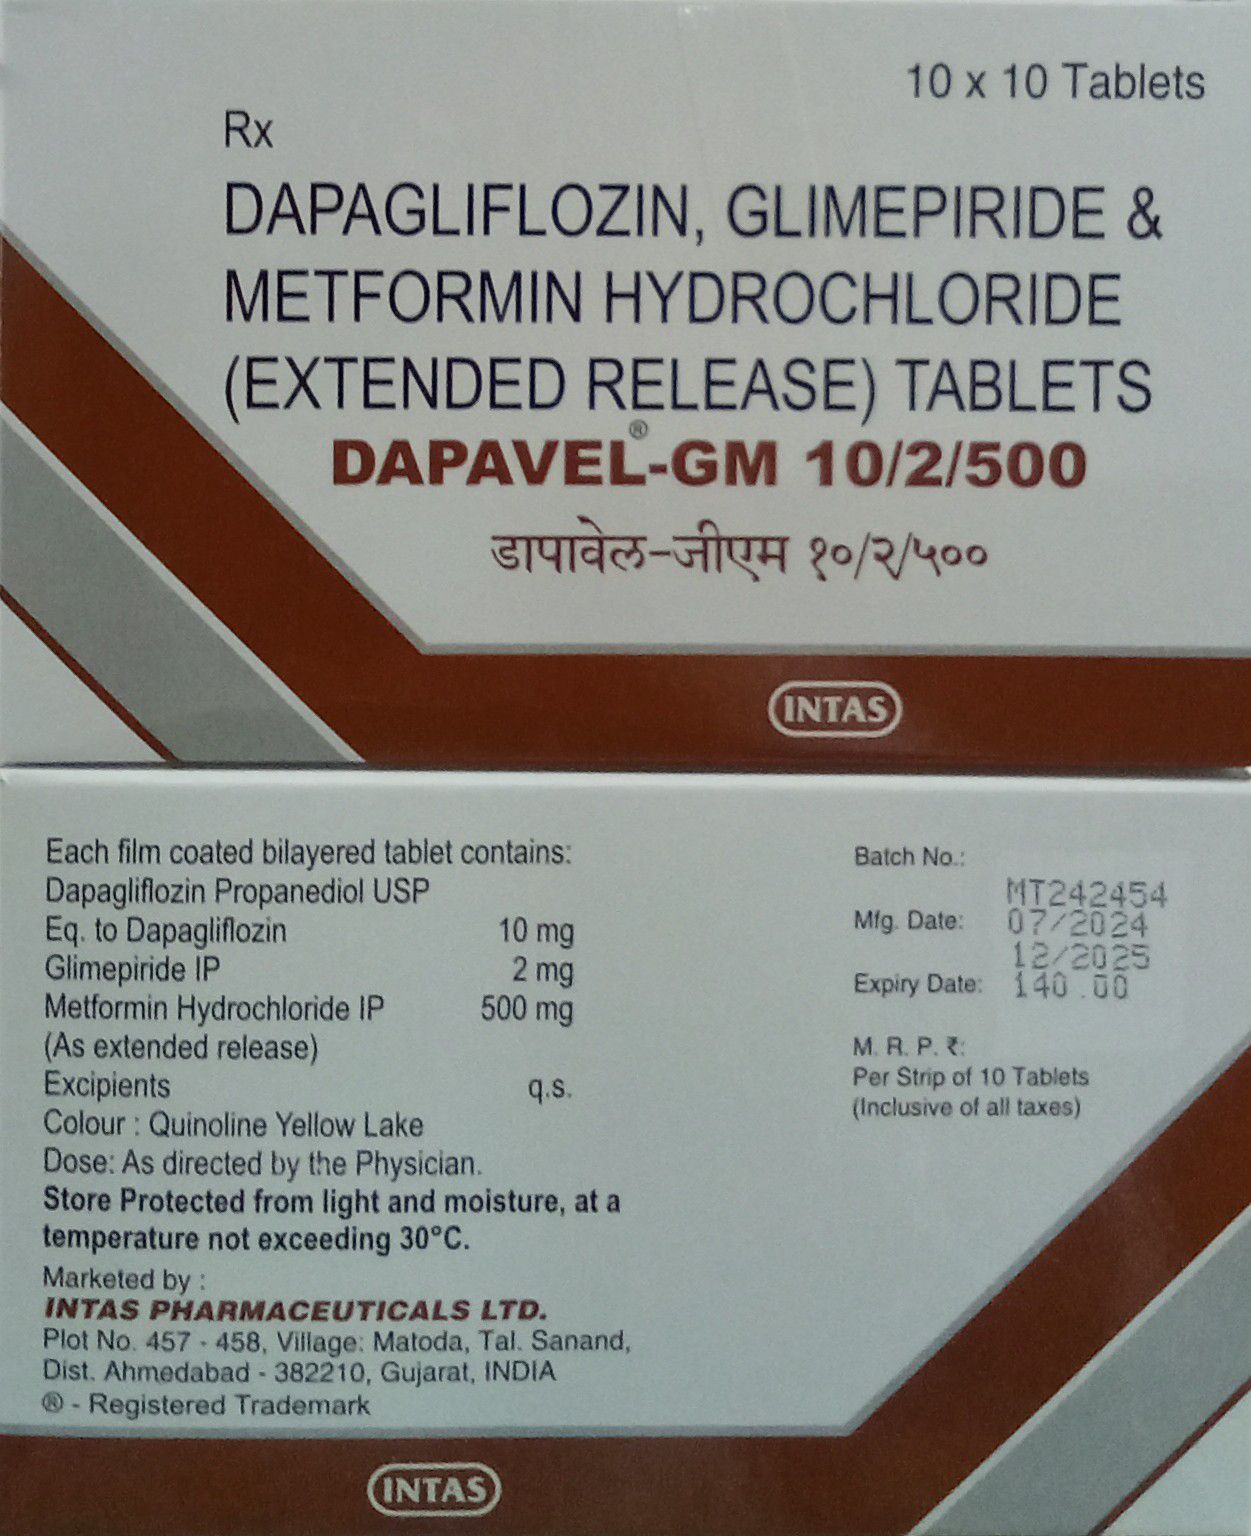 10 x 10 Tablets
Rx
DAPAGLIFLOZIN, GLIMEPIRIDE &
METFORMIN HYDROCHLORIDE
(EXTENDED RELEASE) TABLETS
DAPAVEL®-GM 10/2/500
डापावेल-जीएम १०/२/५००
INTAS
Each film coated bilayered tablet contains:
Dapagliflozin Propanediol USP
Eq. to Dapagliflozin 10 mg
Glimepiride IP 2 mg
Metformin Hydrochloride IP 500 mg
(As extended release)
Excipients q.s.
Colour : Quinoline Yellow Lake
Dose: As directed by the Physician.
Store Protected from light and moisture, at a
temperature not exceeding 30°C.
Marketed by :
INTAS PHARMACEUTICALS LTD.
Plot No. 457 - 458, Village: Matoda, Tal. Sanand,
Dist. Ahmedabad - 382210, Gujarat, INDIA
® - Registered Trademark
Batch No.:
MT242454
Mfg. Date: 07/2024
12/2025
Expiry Date: 140.00
M. R. P. ₹:
Per Strip of 10 Tablets
(Inclusive of all taxes)
INTAS